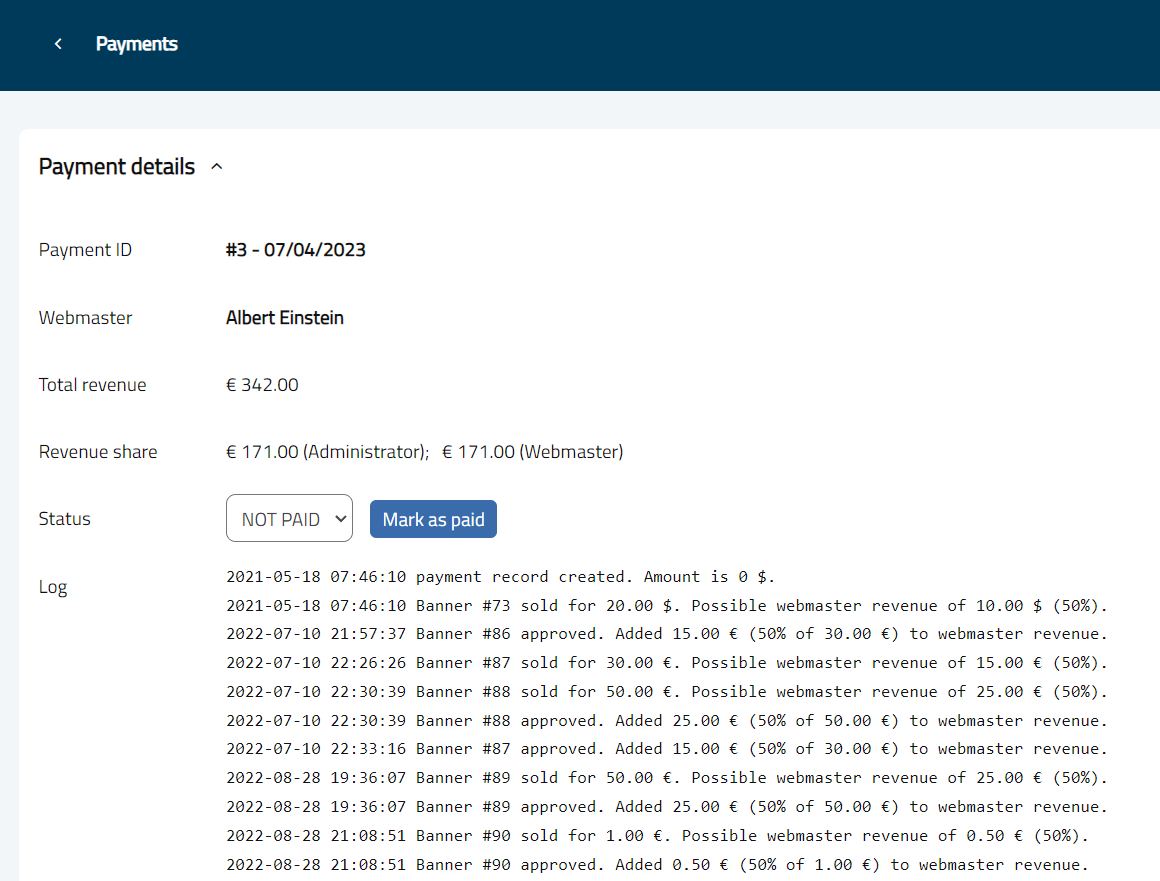 Payments
Payment details
Payment ID #3 - 07/04/2023
Webmaster Albert Einstein
Total revenue € 342.00
Revenue share € 171.00 (Administrator); € 171.00 (Webmaster)
Status NOT PAID Mark as paid
Log
2021-05-18 07:46:10 payment record created. Amount is 0 $.
2021-05-18 07:46:10 Banner #73 sold for 20.00 $. Possible webmaster revenue of 10.00 $ (50%).
2022-07-10 21:57:37 Banner #86 approved. Added 15.00 € (50% of 30.00 €) to webmaster revenue.
2022-07-10 22:26:26 Banner #87 sold for 30.00 €. Possible webmaster revenue of 15.00 € (50%).
2022-07-10 22:30:39 Banner #88 sold for 50.00 €. Possible webmaster revenue of 25.00 € (50%).
2022-07-10 22:30:39 Banner #88 approved. Added 25.00 € (50% of 50.00 €) to webmaster revenue.
2022-07-10 22:33:16 Banner #87 approved. Added 15.00 € (50% of 30.00 €) to webmaster revenue.
2022-08-28 19:36:07 Banner #89 sold for 50.00 €. Possible webmaster revenue of 25.00 € (50%).
2022-08-28 19:36:07 Banner #89 approved. Added 25.00 € (50% of 50.00 €) to webmaster revenue.
2022-08-28 21:08:51 Banner #90 sold for 1.00 €. Possible webmaster revenue of 0.50 € (50%).
2022-08-28 21:08:51 Banner #90 approved. Added 0.50 € (50% of 1.00 €) to webmaster revenue.